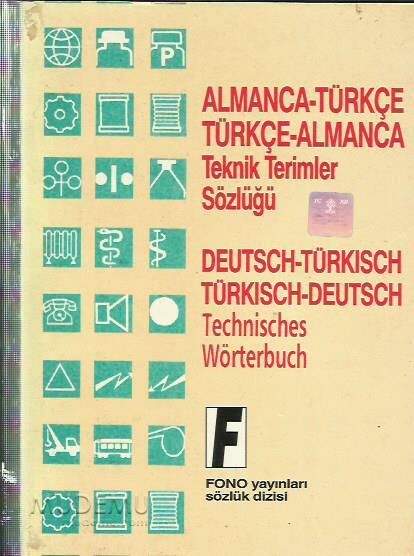 P
ALMANCA-TÜRKÇE
TÜRKÇE-ALMANCA
Teknik Terimler
Sözlüğü
DEUTSCH-TÜRKISCH
TÜRKISCH-DEUTSCH
Technisches
Wörterbuch
F
FONO yayınları
sözlük dizisi